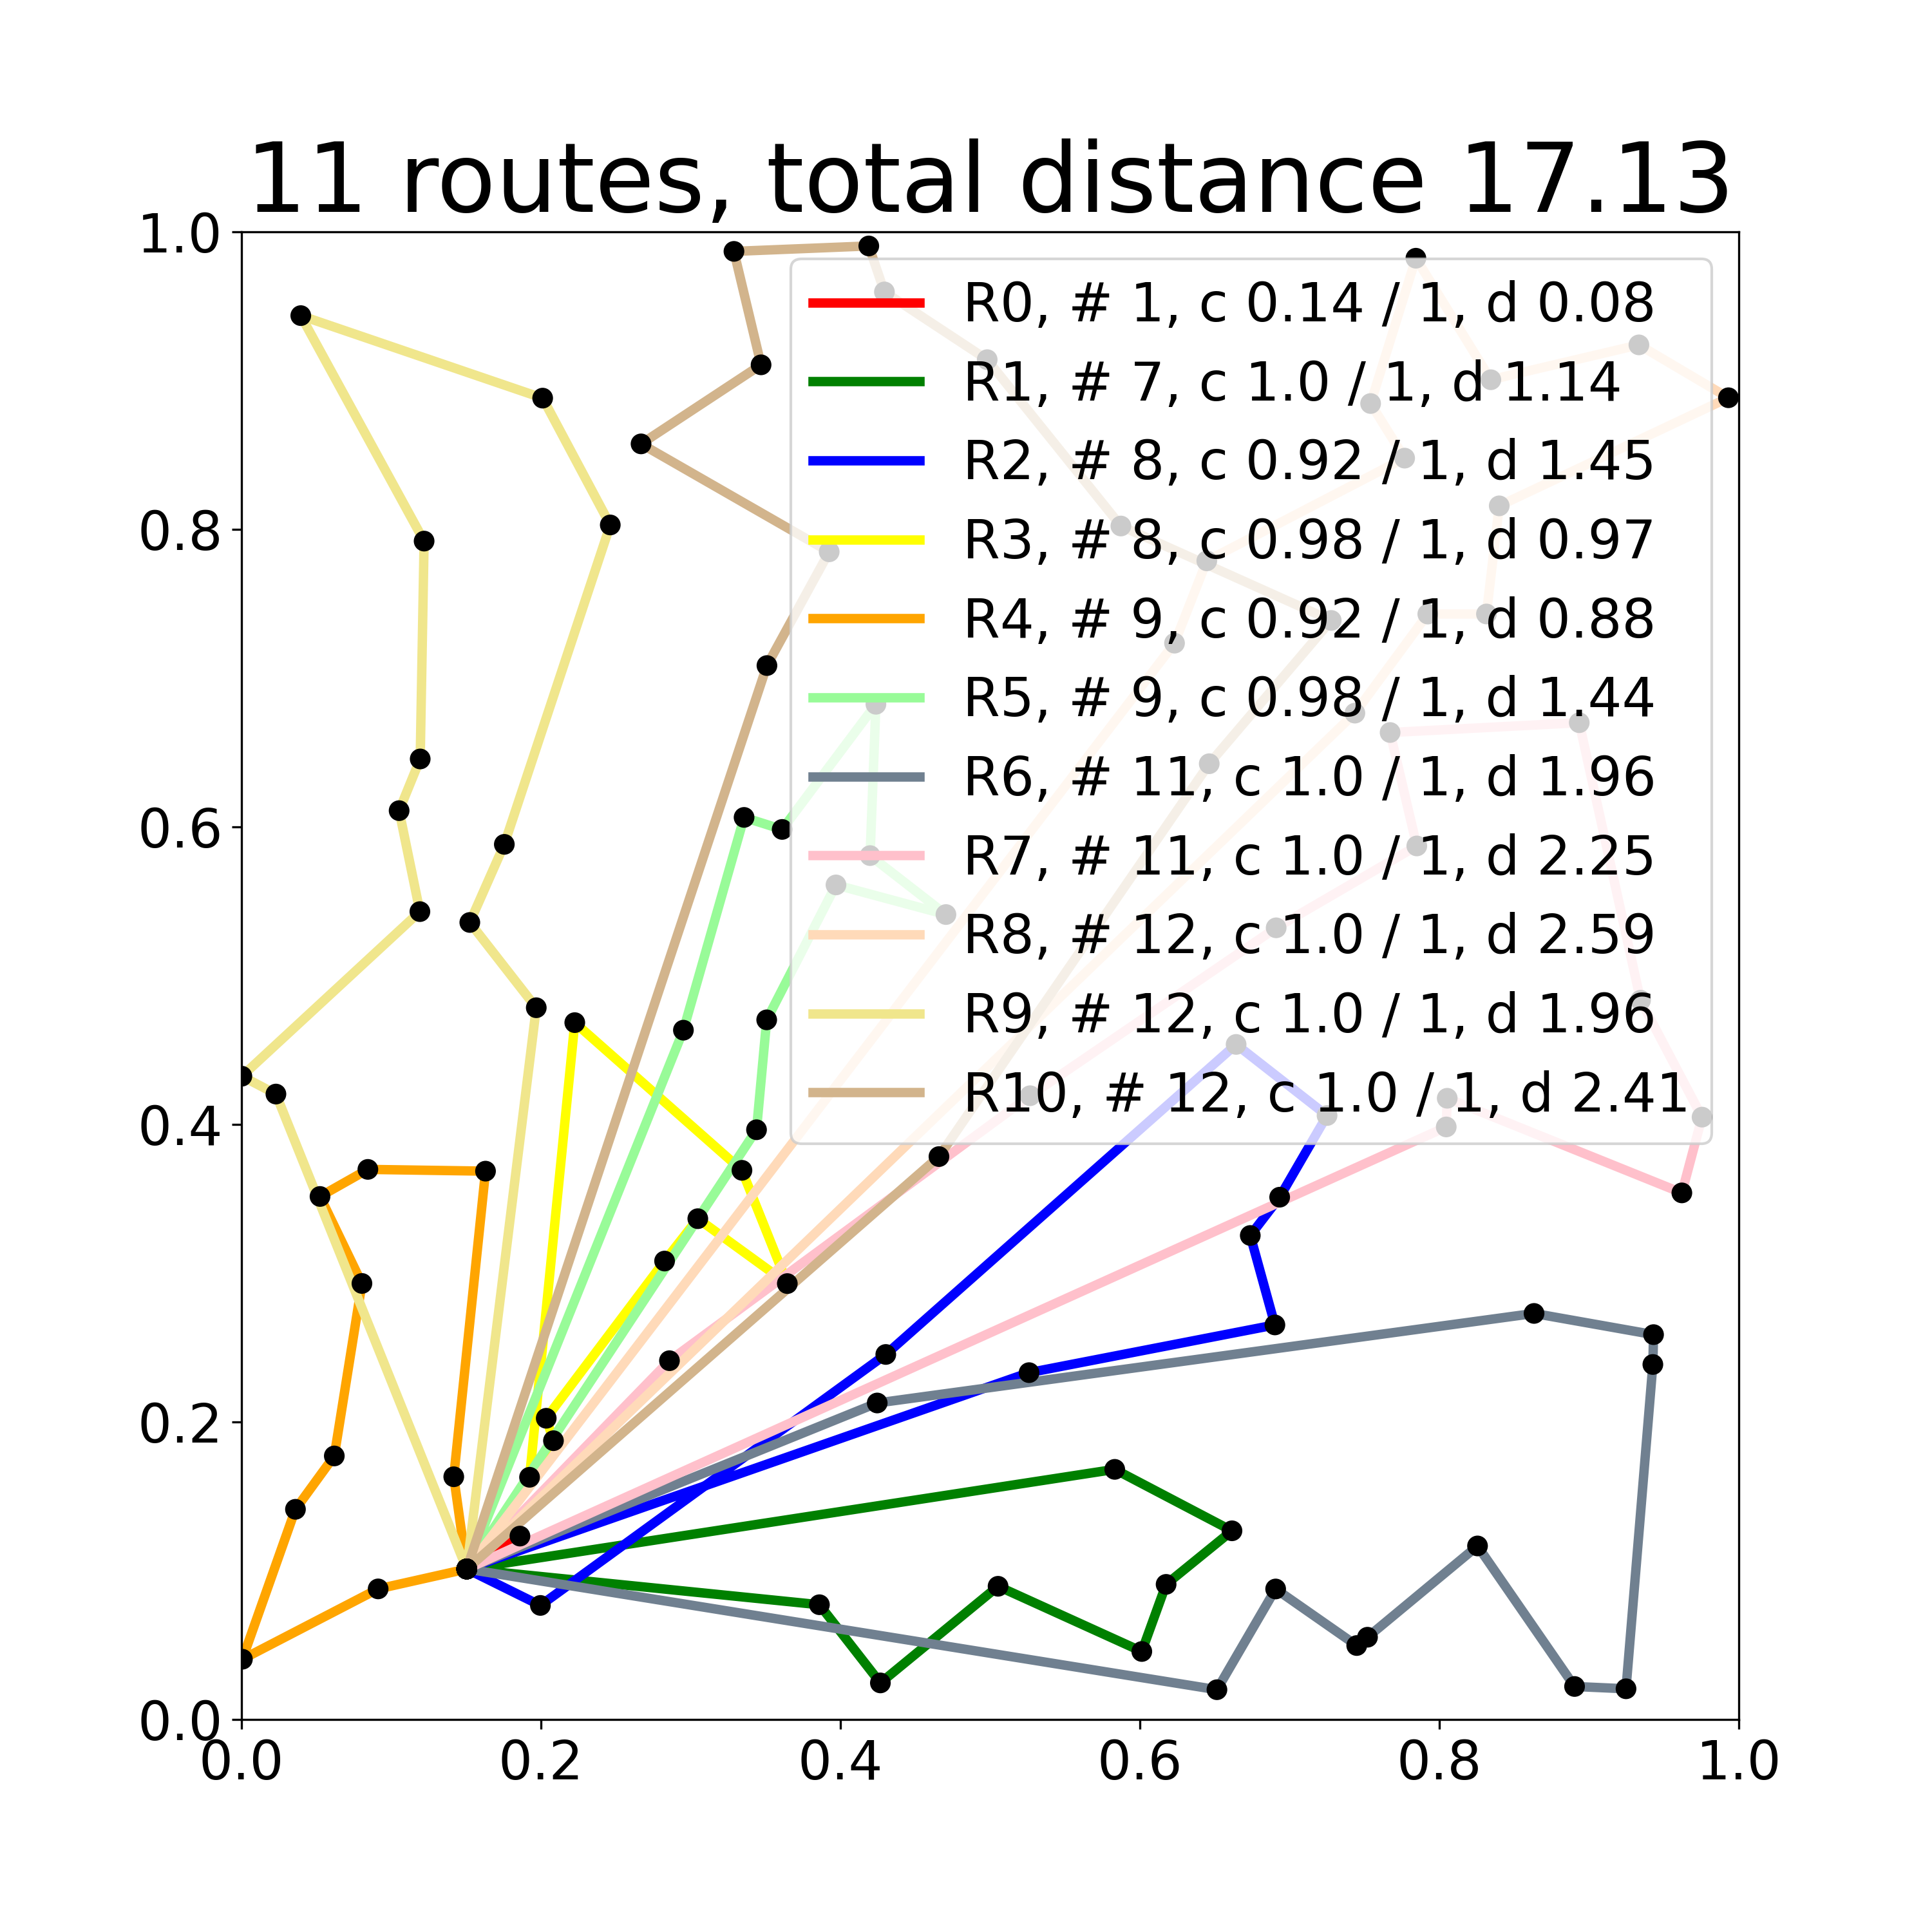 11 routes, total distance 17.13
1.0
0.8
0.6
0.4
0.2
0.0
R0, # 1, c 0.14 / 1, d 0.08
R1, # 7, c 1.0 / 1, d 1.14
R2, # 8, c 0.92 / 1, d 1.45
R3, # 8, c 0.98 / 1, d 0.97
R4, # 9, c 0.92 / 1, d 0.88
R5, # 9, c 0.98 / 1, d 1.44
R6, # 11, c 1.0 / 1, d 1.96
R7, # 11, c 1.0 / 1, d 2.25
R8, # 12, c 1.0 / 1, d 2.59
R9, # 12, c 1.0 / 1, d 1.96
R10, # 12, c 1.0 / 1, d 2.41
0.0 0.2 0.4 0.6 0.8 1.0